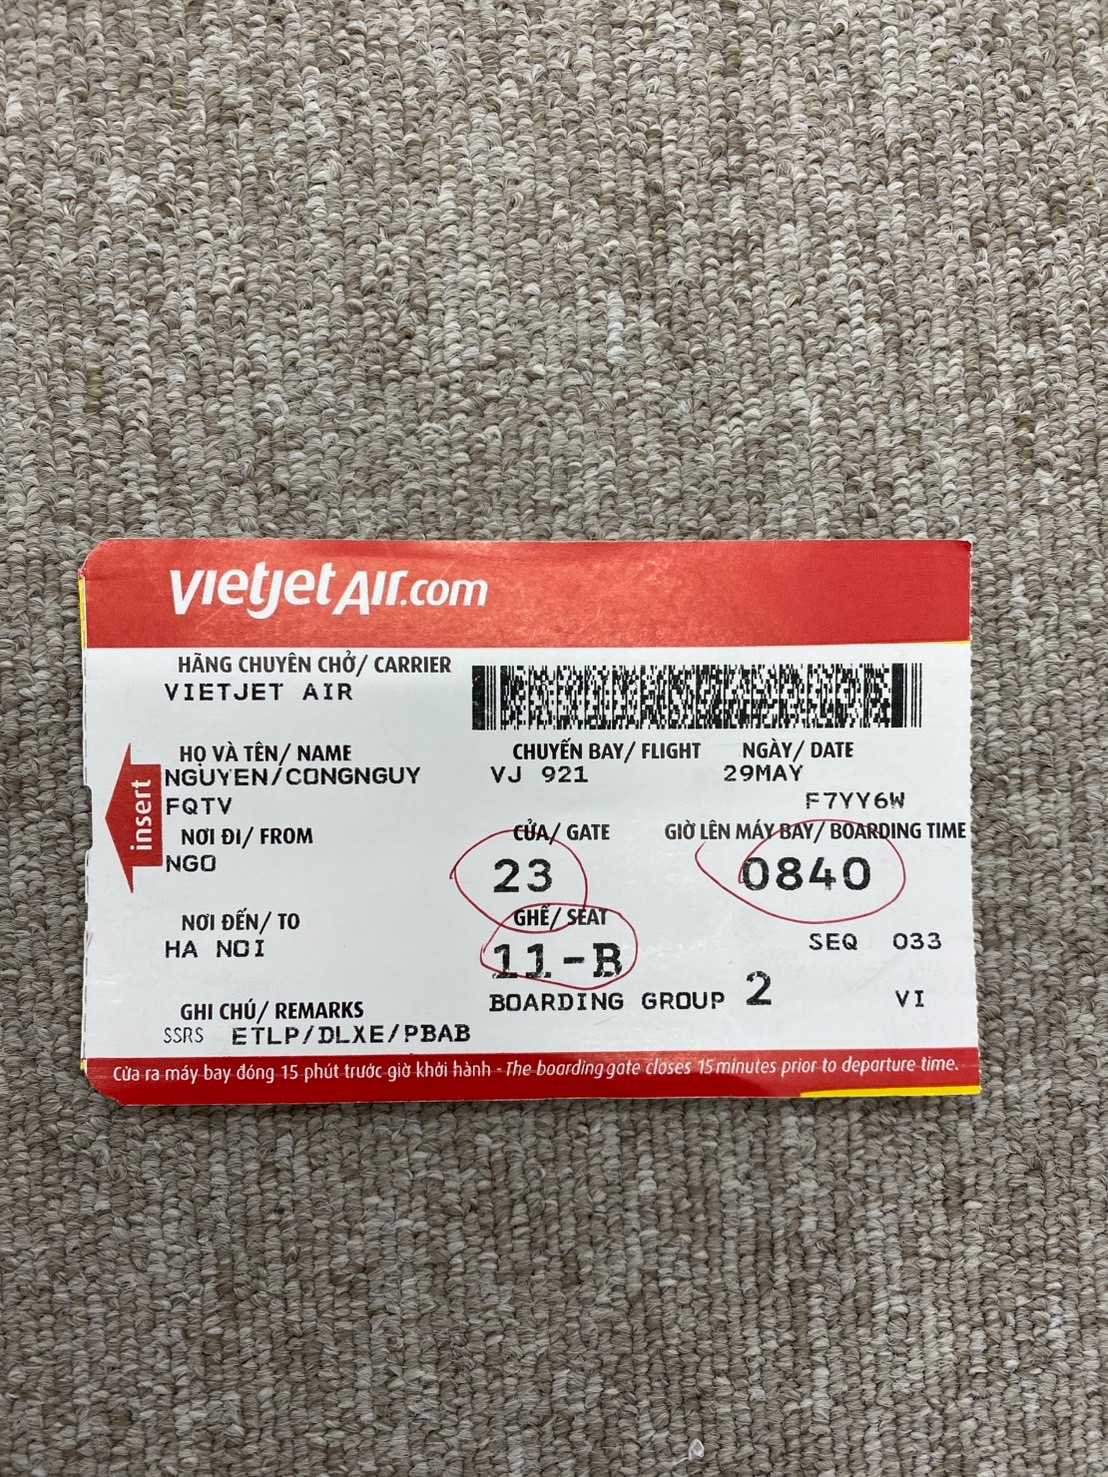 vietjet Air.com
HÃNG CHUYÊN CHỞ/ CARRIER
VIETJET AIR
HỌ VÀ TÊN/ NAME
NGUYEN/CONGNGUY
FQTV
CHUYẾN BAY/ FLIGHT
VJ 921
NGÀY/ DATE
29MAY
F7YY6W
insert
NƠI ĐI/ FROM
NGO
CỬA/ GATE
23
GIỜ LÊN MÁY BAY/ BOARDING TIME
0840
NƠI ĐẾN/ TO
HA NOI
GHẾ/ SEAT
11-B
SEQ 033
BOARDING GROUP 2
VI
GHI CHÚ/ REMARKS
SSRS ETLP/DLXE/PBAB
Cửa ra máy bay đóng 15 phút trước giờ khởi hành - The boarding gate closes 15 minutes prior to departure time.